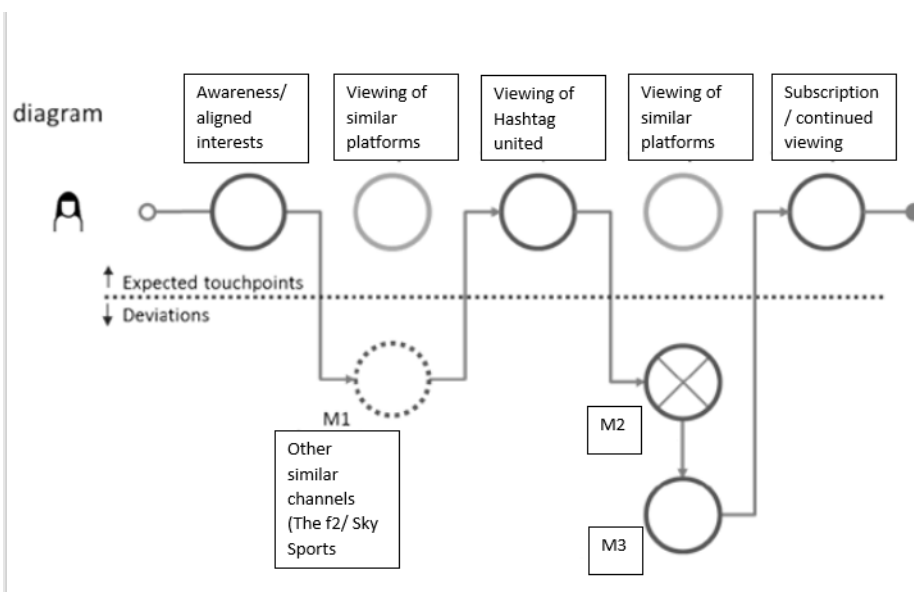 diagram
Awareness/
aligned
interests
Viewing of
similar
platforms
Viewing of
Hashtag
united
Viewing of
similar
platforms
Subscription
/ continued
viewing
Expected touchpoints
Deviations
M1
Other
similar
channels
(The f2/ Sky
Sports
M2
M3